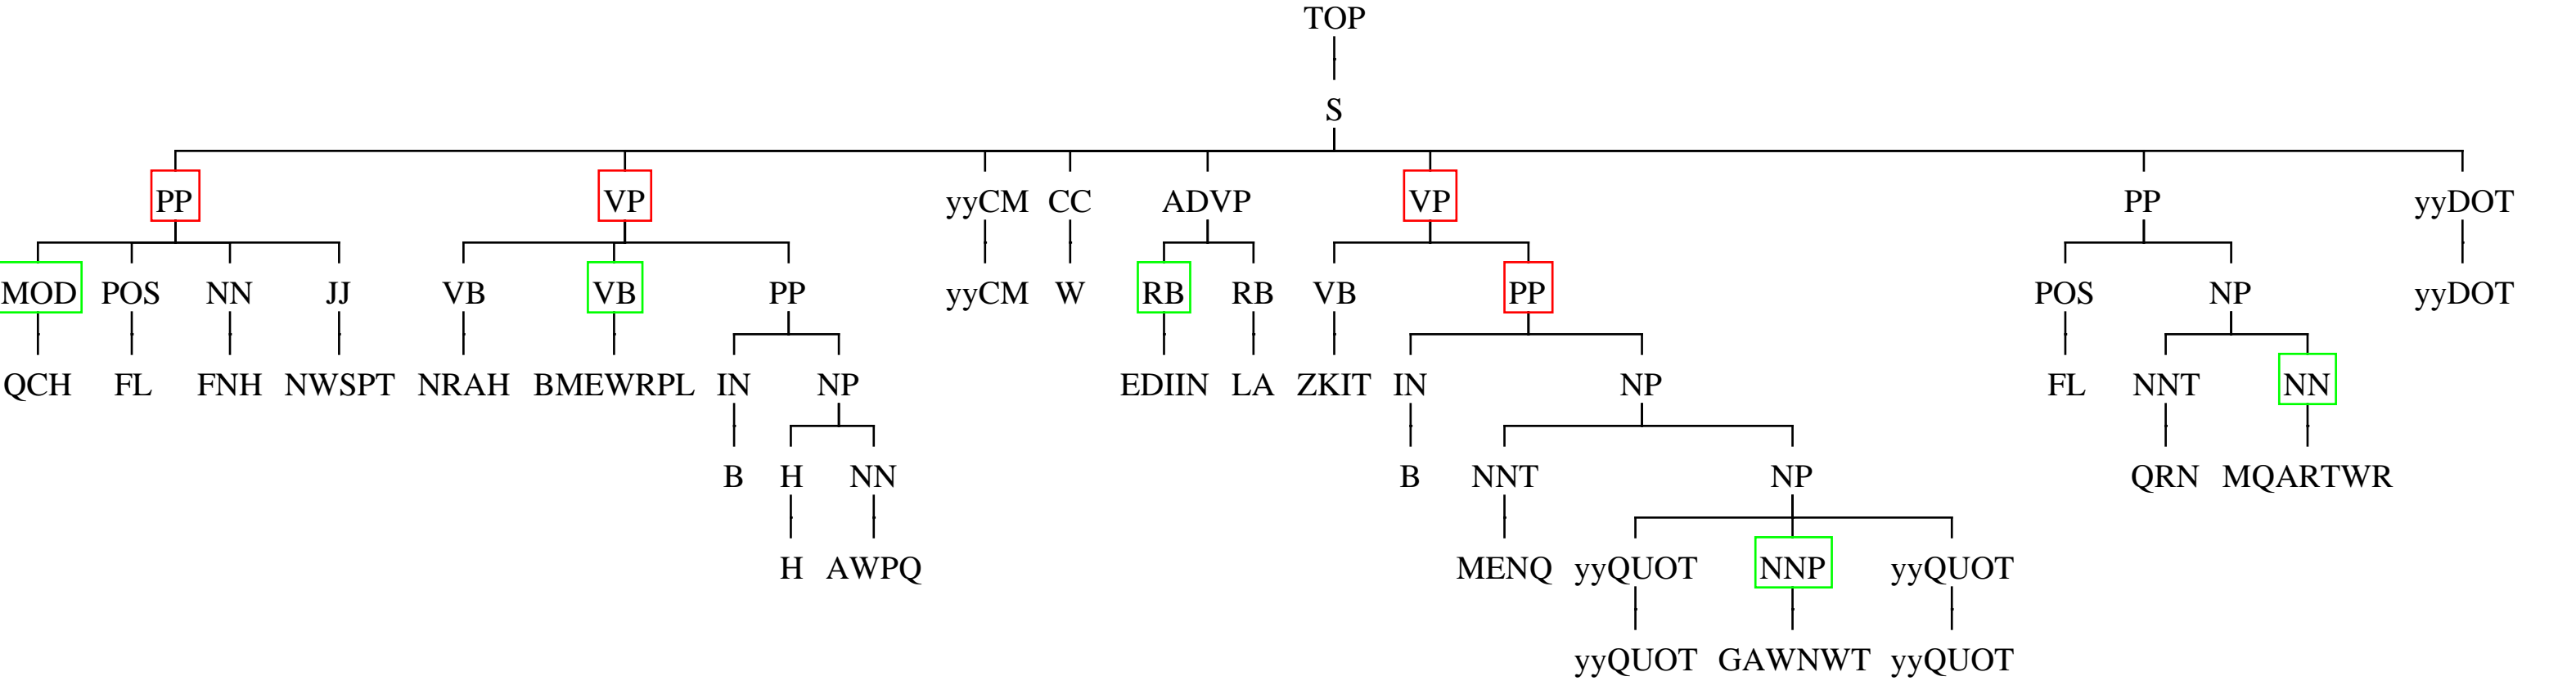 TOP
S
PP VP yyCM CC ADVP VP PP yyDOT
MOD POS NN JJ VB VB PP yyCM W RB RB VB PP POS NP yyDOT
QCH FL FNH NWSPT NRAH BMEWRPL IN NP EDIIN LA ZKIT IN NP FL NNT NN
B H NN B NNT NP QRN MQARTWR
H AWPQ MENQ yyQUOT NNP yyQUOT
yyQUOT GAWNWT yyQUOT